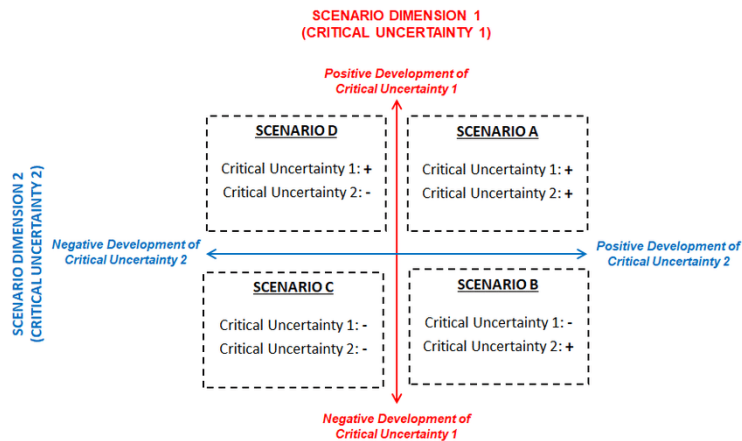 SCENARIO DIMENSION 1
(CRITICAL UNCERTAINTY 1)
Positive Development of
Critical Uncertainty 1
SCENARIO D
Critical Uncertainty 1: +
Critical Uncertainty 2: -
SCENARIO A
Critical Uncertainty 1: +
Critical Uncertainty 2: +
SCENARIO DIMENSION 2
(CRITICAL UNCERTAINTY 2)
Negative Development of
Critical Uncertainty 2
Positive Development of
Critical Uncertainty 2
SCENARIO C
Critical Uncertainty 1: -
Critical Uncertainty 2: -
SCENARIO B
Critical Uncertainty 1: -
Critical Uncertainty 2: +
Negative Development of
Critical Uncertainty 1